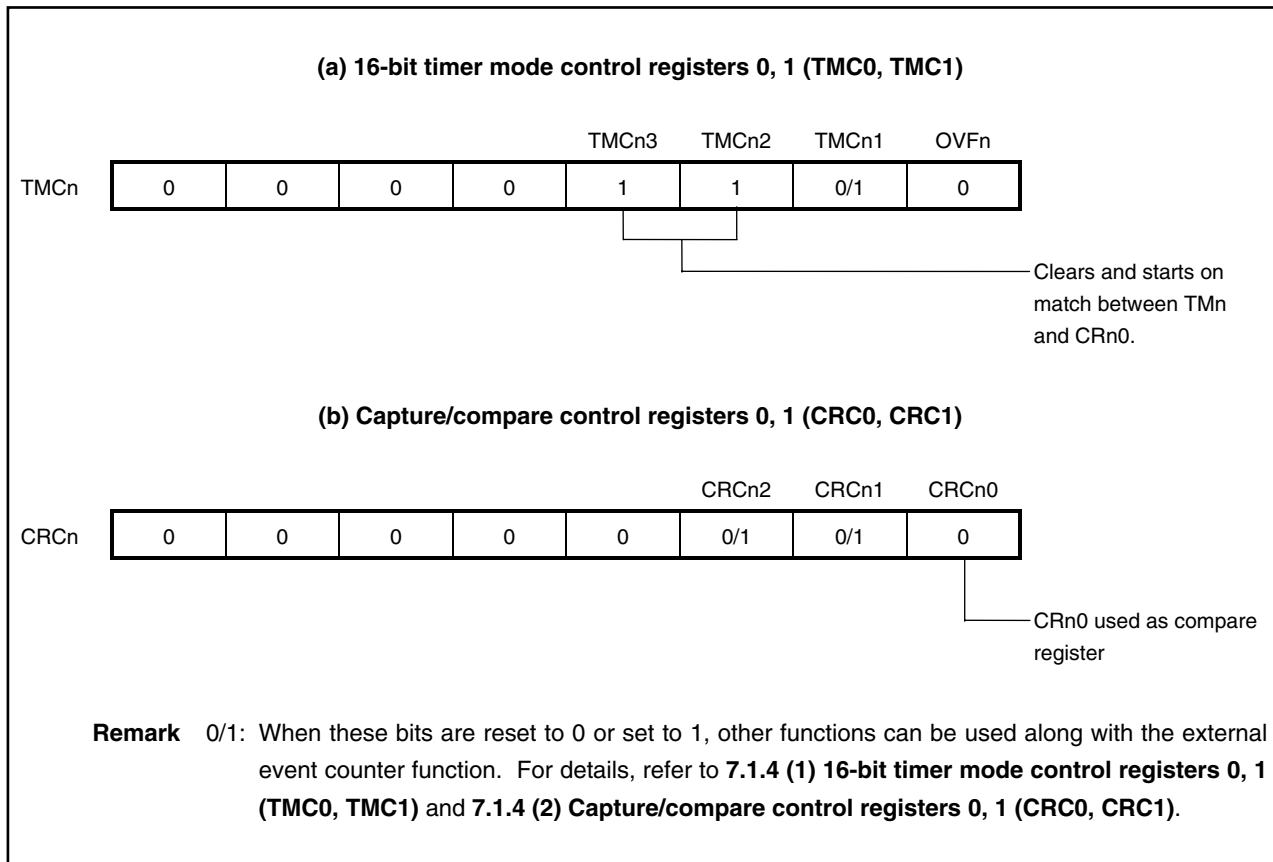 (a) 16-bit timer mode control registers 0, 1 (TMC0, TMC1)
TMCn3 TMCn2 TMCn1 OVFn
TMCn 0 0 0 0 1 1 0/1 0
Clears and starts on
match between TMn
and CRn0.
(b) Capture/compare control registers 0, 1 (CRC0, CRC1)
CRCn2 CRCn1 CRCn0
CRCn 0 0 0 0 0 0/1 0/1 0
CRn0 used as compare
register
Remark 0/1: When these bits are reset to 0 or set to 1, other functions can be used along with the external
event counter function. For details, refer to 7.1.4 (1) 16-bit timer mode control registers 0, 1
(TMC0, TMC1) and 7.1.4 (2) Capture/compare control registers 0, 1 (CRC0, CRC1).